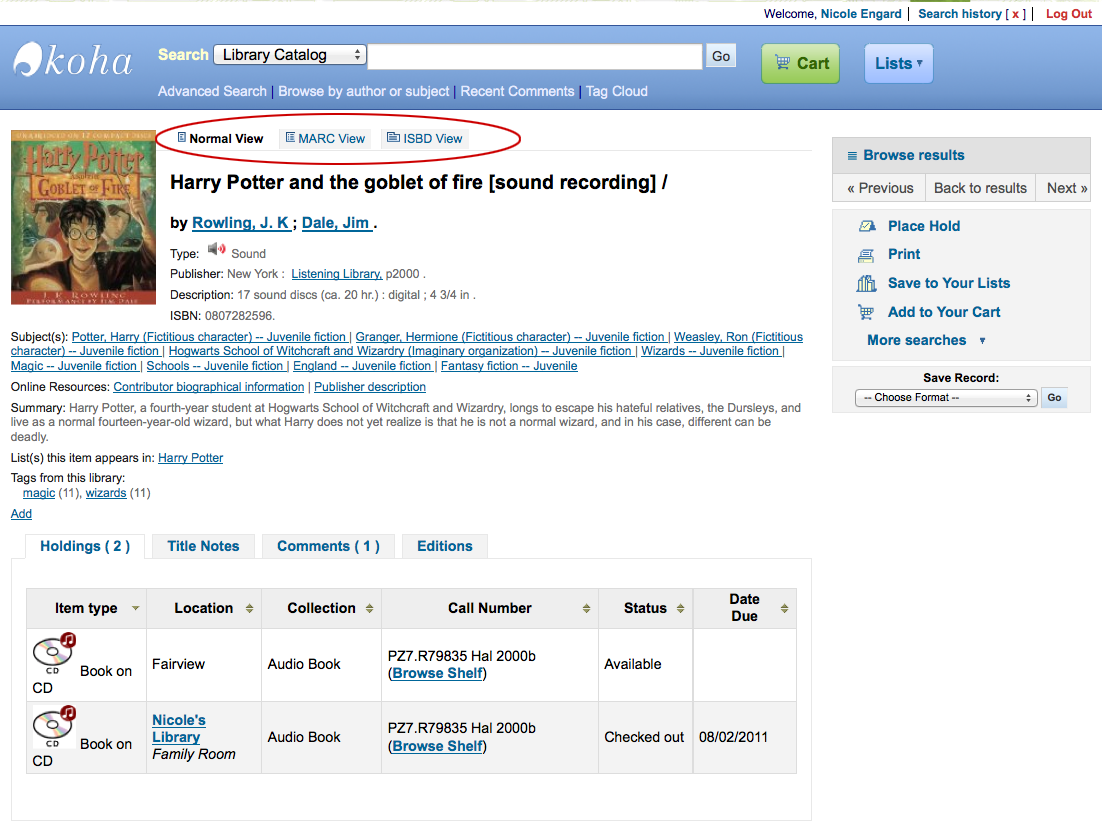 Welcome, Nicole Engard | Search history [ x ] | Log Out
koha
Search Library Catalog Go Cart Lists
Advanced Search | Browse by author or subject | Recent Comments | Tag Cloud
UNABRIDGED ON 17 COMPACT DISCS
Harry Potter
AND THE
GOBLET OF FIRE
J. K. ROWLING
PERFORMANCE BY JIM DALE
Normal View MARC View ISBD View
Harry Potter and the goblet of fire [sound recording] /
by Rowling, J. K ; Dale, Jim .
Type: Sound
Publisher: New York : Listening Library, p2000 .
Description: 17 sound discs (ca. 20 hr.) : digital ; 4 3/4 in .
ISBN: 0807282596.
Subject(s): Potter, Harry (Fictitious character) -- Juvenile fiction | Granger, Hermione (Fictitious character) -- Juvenile fiction | Weasley, Ron (Fictitious
character) -- Juvenile fiction | Hogwarts School of Witchcraft and Wizardry (Imaginary organization) -- Juvenile fiction | Wizards -- Juvenile fiction |
Magic -- Juvenile fiction | Schools -- Juvenile fiction | England -- Juvenile fiction | Fantasy fiction -- Juvenile
Online Resources: Contributor biographical information | Publisher description
Summary: Harry Potter, a fourth-year student at Hogwarts School of Witchcraft and Wizardry, longs to escape his hateful relatives, the Dursleys, and
live as a normal fourteen-year-old wizard, but what Harry does not yet realize is that he is not a normal wizard, and in his case, different can be
deadly.
List(s) this item appears in: Harry Potter
Tags from this library:
magic (11), wizards (11)
Add
Browse results
« Previous Back to results Next »
Place Hold
Print
Save to Your Lists
Add to Your Cart
More searches
Save Record:
-- Choose Format -- Go
Holdings ( 2 ) Title Notes Comments ( 1 ) Editions
Item type Location Collection Call Number Status Date
Due
CD Book on
CD
Fairview
Audio Book
PZ7.R79835 Hal 2000b
(Browse Shelf)
Available
CD Book on
CD
Nicole's
Library
Family Room
Audio Book
PZ7.R79835 Hal 2000b
(Browse Shelf)
Checked out
08/02/2011